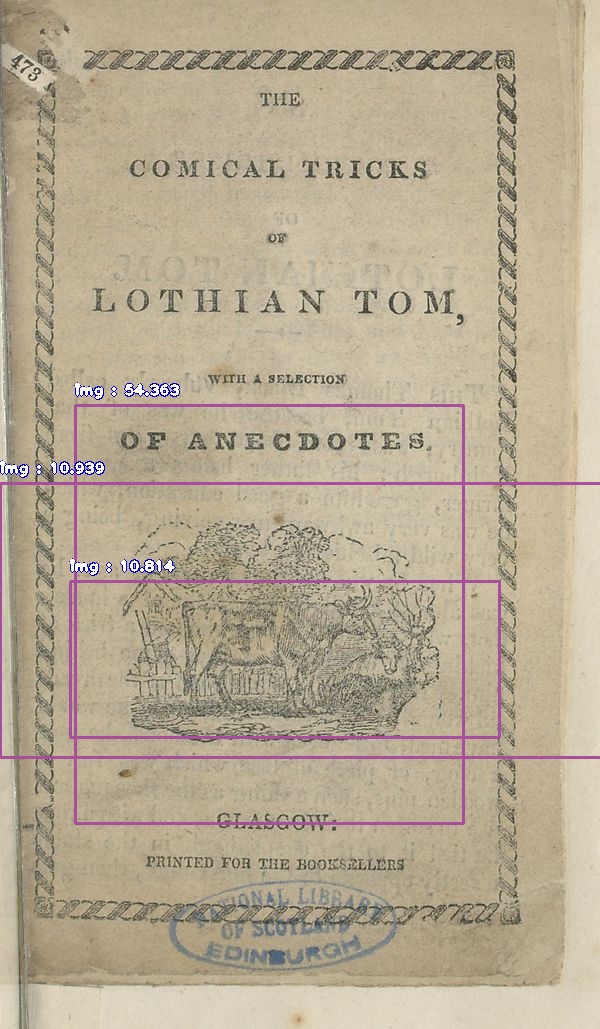 473
THE
COMICAL TRICKS
OF
LOTHIAN TOM,
WITH A SELECTION
img : 54.363
OF ANECDOTES.
img : 10.939
img : 10.814
GLASGOW:
PRINTED FOR THE BOOKSELLERS
NATIONAL LIBRARY
OF SCOTLAND
EDINBURGH